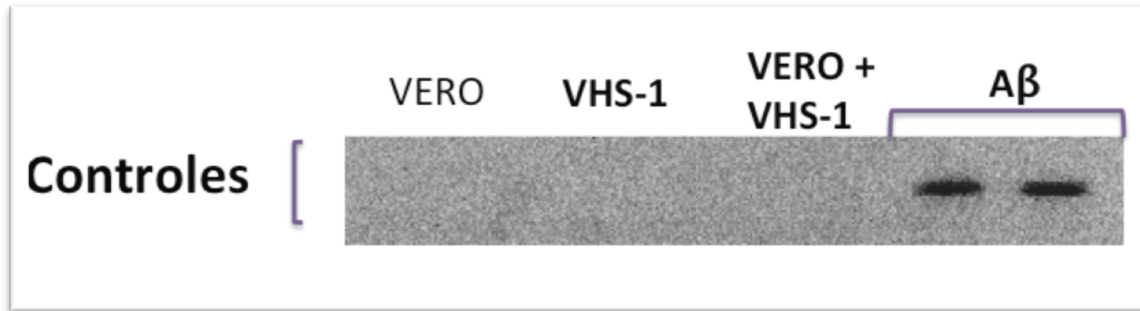 VERO
VHS-1
VERO +
VHS-1
Aβ
Controles